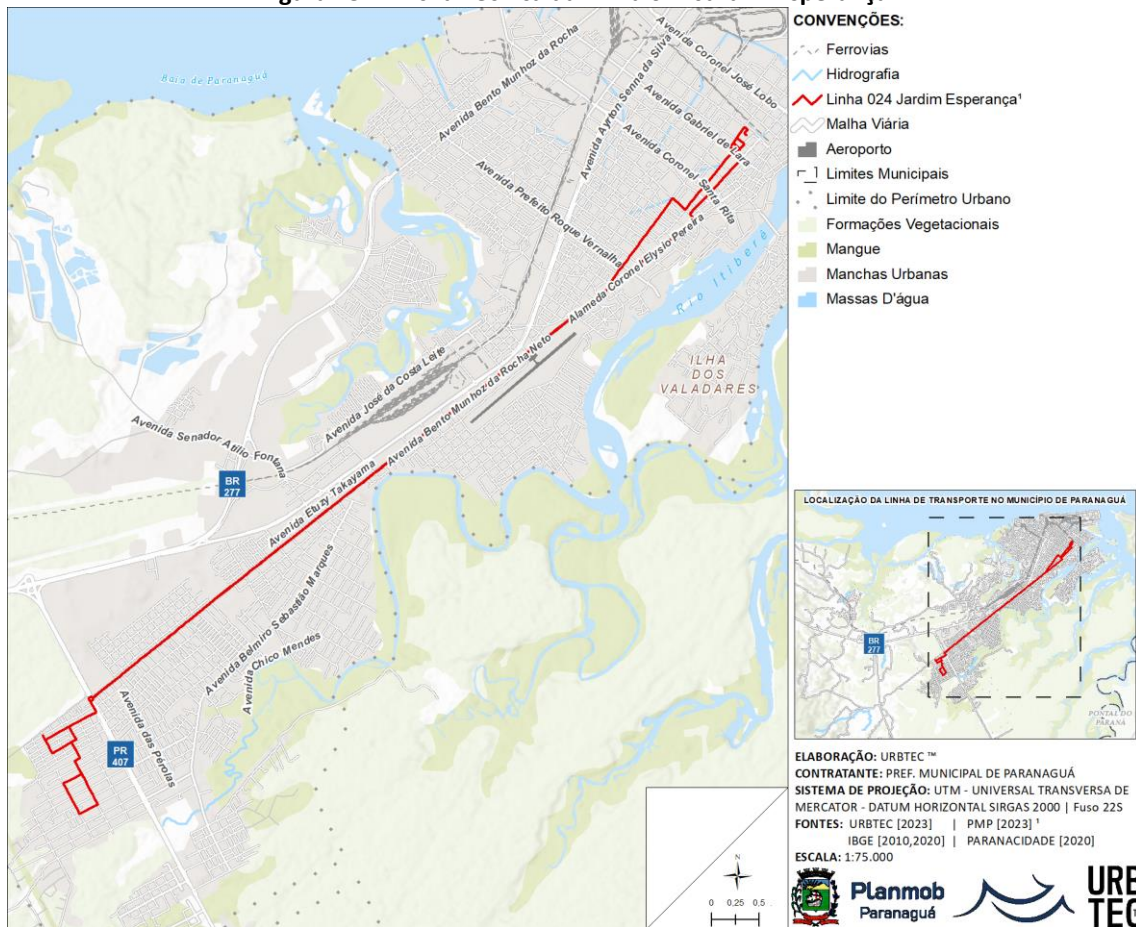 CONVENÇÕES:
Ferrovias
Hidrografia
Linha 024 Jardim Esperança¹
Malha Viária
Aeroporto
Limites Municipais
Limite do Perímetro Urbano
Formações Vegetacionais
Mangue
Manchas Urbanas
Massas D'água
Baía de Paranaguá
Avenida Bento Munhoz da Rocha
Avenida Ayrton Senna da Silva
Avenida Coronel José Lobo
Avenida Gabriel de Lara
Avenida Coronel Santa Rita
Avenida Prefeito Roque Vernalha
Alameda Coronel Elysio Pereira
Rio Itiberê
ILHA
DOS
VALADARES
Avenida José da Costa Leite
Avenida Bento Munhoz da Rocha Neto
Avenida Senador Atílio Fontana
BR
277
Avenida Etuzy Takayama
Avenida Belmiro Sebastião Marques
Avenida Chico Mendes
Avenida das Pérolas
PR
407
N
0 0,25 0,5
LOCALIZAÇÃO DA LINHA DE TRANSPORTE NO MUNICÍPIO DE PARANAGUÁ
BR
277
PONTAL DO
PARANÁ
ELABORAÇÃO: URBTEC ™
CONTRATANTE: PREF. MUNICIPAL DE PARANAGUÁ
SISTEMA DE PROJEÇÃO: UTM - UNIVERSAL TRANSVERSA DE
MERCATOR - DATUM HORIZONTAL SIRGAS 2000 | Fuso 22S
FONTES: URBTEC [2023] | PMP [2023] ¹
IBGE [2010,2020] | PARANACIDADE [2020]
ESCALA: 1:75.000
Planmob
Paranaguá
URB
TEC